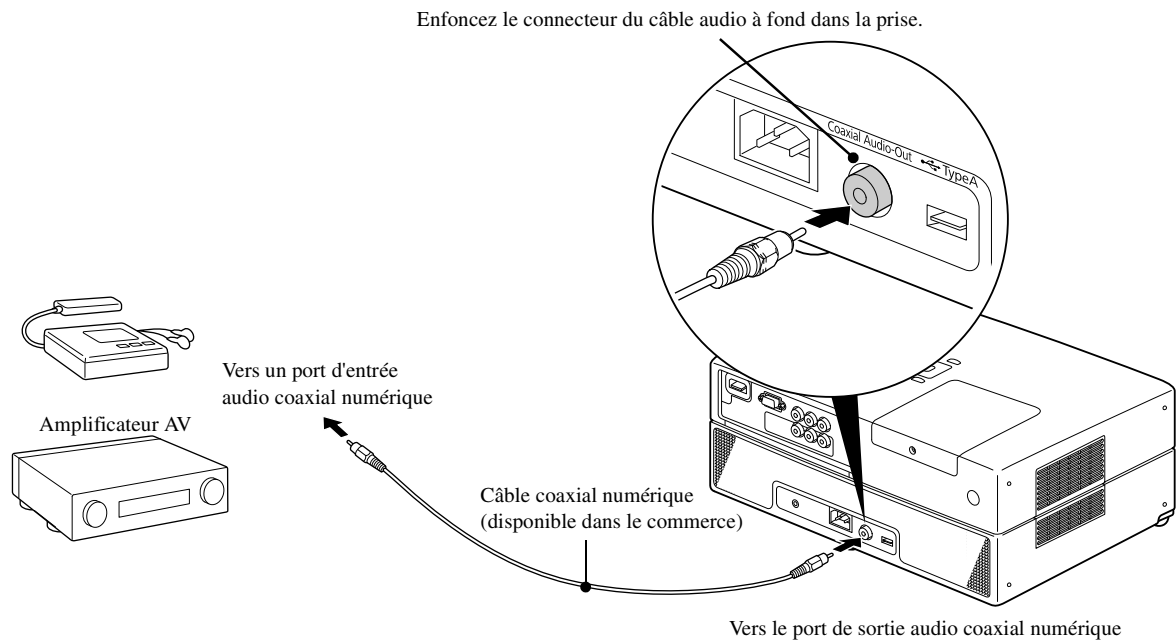 Enfoncez le connecteur du câble audio à fond dans la prise.
Coaxial Audio-Out TypeA
Vers un port d'entrée
audio coaxial numérique
Amplificateur AV
Câble coaxial numérique
(disponible dans le commerce)
Vers le port de sortie audio coaxial numérique